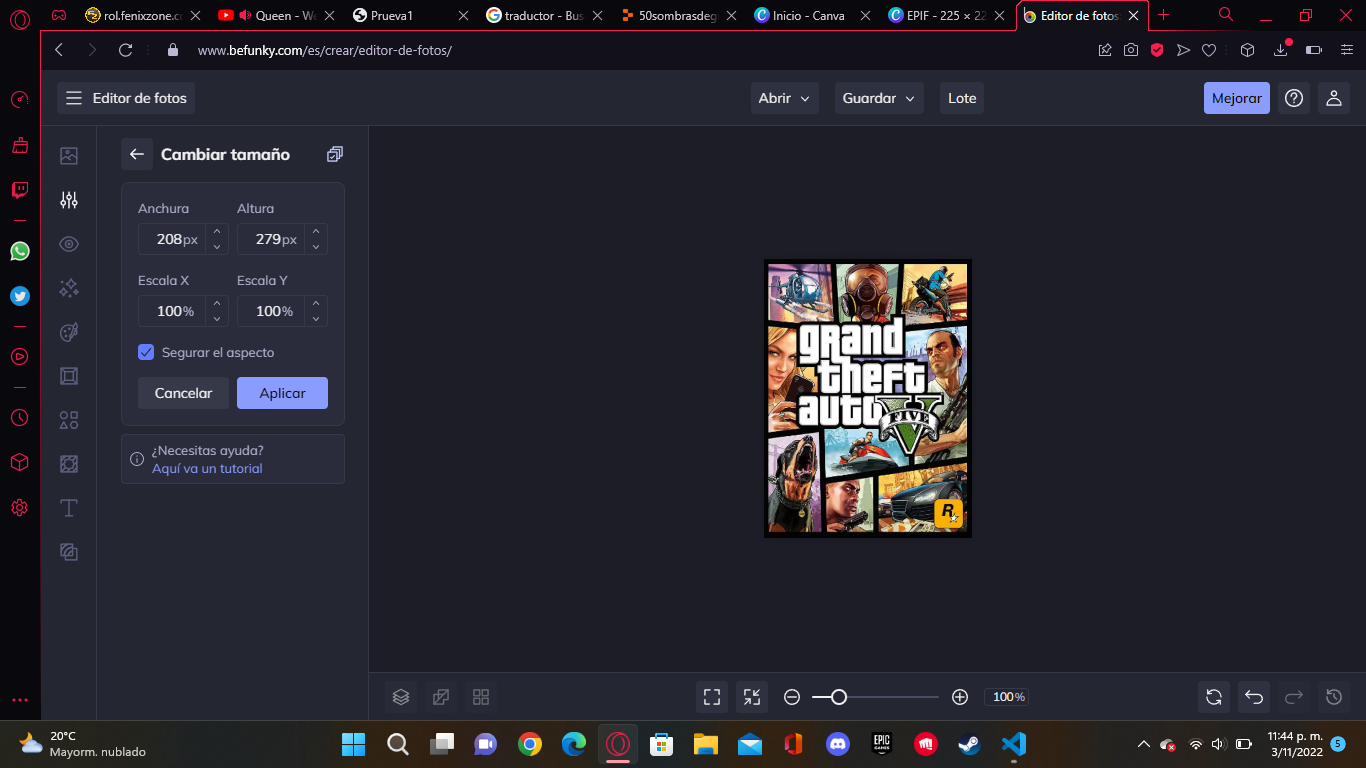 rol.fenixzone.c
Queen - We
Prueva1
traductor - Bus
50sombrasdeg
Inicio - Canva
EPIF - 225 × 22
Editor de fotos
www.befunky.com/es/crear/editor-de-fotos/
Editor de fotos
Abrir
Guardar
Lote
Mejorar
Cambiar tamaño
Anchura
Altura
208px
279px
Escala X
Escala Y
100%
100%
Segurar el aspecto
Cancelar
Aplicar
¿Necesitas ayuda?
Aquí va un tutorial
grand
theft
auto
V
FIVE
R
100%
20°C
Mayorm. nublado
EPIC
GAMES
11:44 p. m.
3/11/2022
5